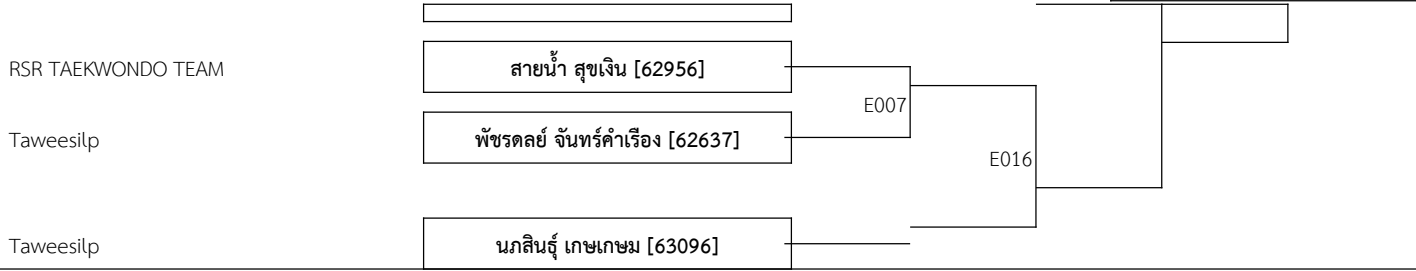 RSR TAEKWONDO TEAM
สายน้ำ สุขเงิน [62956]
E007
Taweesilp
พัชรดลย์ จันทร์คำเรือง [62637]
E016
Taweesilp
นภสินธุ์ เกษเกษม [63096]